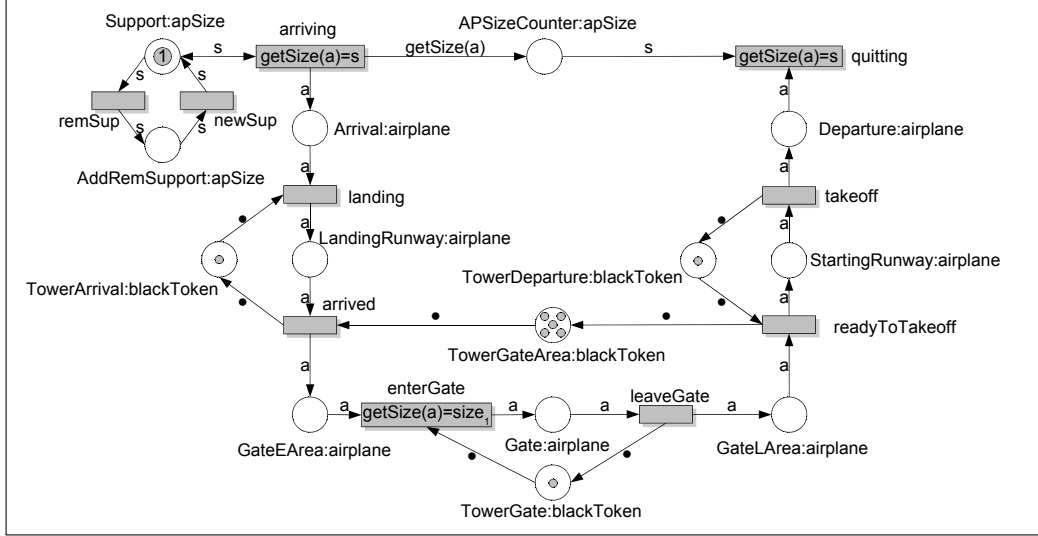 Support:apSize
APSizeCounter:apSize
arriving
s
getSize(a)=s
getSize(a)
s
getSize(a)=s
quitting
1
s
s
a
a
remSup
newSup
s
s
Arrival:airplane
Departure:airplane
AddRemSupport:apSize
a
a
landing
takeoff
a
a
LandingRunway:airplane
TowerArrival:blackToken
TowerDeparture:blackToken
StartingRunway:airplane
a
a
arrived
readyToTakeoff
TowerGateArea:blackToken
a
a
enterGate
leaveGate
a
getSize(a)=size1
a
a
a
GateEArea:airplane
Gate:airplane
GateLArea:airplane
TowerGate:blackToken